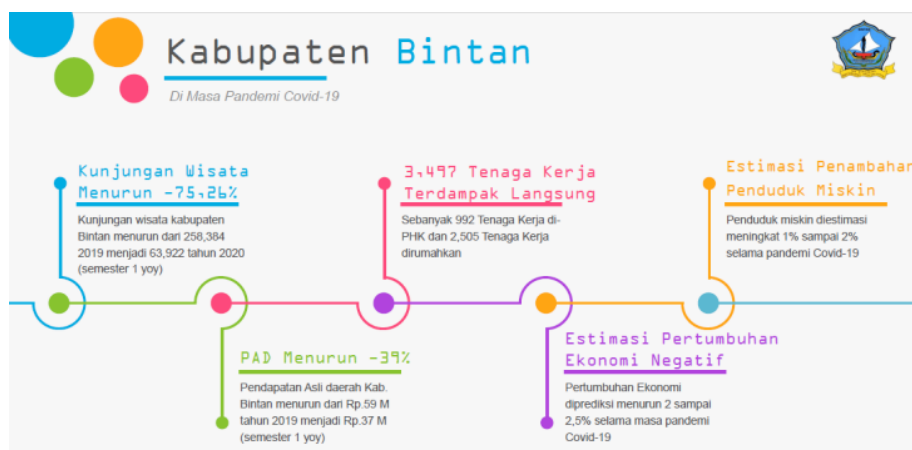 Kabupaten Bintan
Di Masa Pandemi Covid-19
Kunjungan Wisata
Menurun -75,26%
Kunjungan wisata kabupaten
Bintan menurun dari 258,384
2019 menjadi 63,922 tahun 2020
(semester 1 yoy)
PAD Menurun -39%
Pendapatan Asli daerah Kab.
Bintan menurun dari Rp.59 M
tahun 2019 menjadi Rp.37 M
(semester 1 yoy)
3,497 Tenaga Kerja
Terdampak Langsung
Sebanyak 992 Tenaga Kerja di-
PHK dan 2,505 Tenaga Kerja
dirumahkan
Estimasi Pertumbuhan
Ekonomi Negatif
Pertumbuhan Ekonomi
diprediksi menurun 2 sampai
2,5% selama masa pandemi
Covid-19
Estimasi Penambahan
Penduduk Miskin
Penduduk miskin diestimasi
meningkat 1% sampai 2%
selama pandemi Covid-19